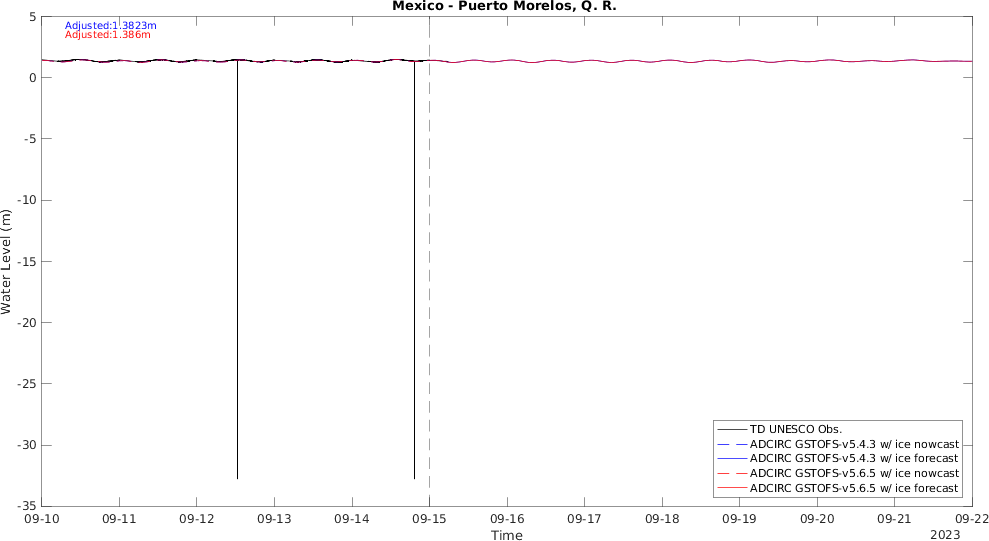 Mexico - Puerto Morelos, Q. R.
Adjusted:1.3823m
Adjusted:1.386m
5
0
-5
-10
-15
-20
-25
-30
-35
Water Level (m)
TD UNESCO Obs.
ADCIRC GSTOFS-v5.4.3 w/ ice nowcast
ADCIRC GSTOFS-v5.4.3 w/ ice forecast
ADCIRC GSTOFS-v5.6.5 w/ ice nowcast
ADCIRC GSTOFS-v5.6.5 w/ ice forecast
09-10 09-11 09-12 09-13 09-14 09-15 09-16 09-17 09-18 09-19 09-20 09-21 09-22
Time
2023